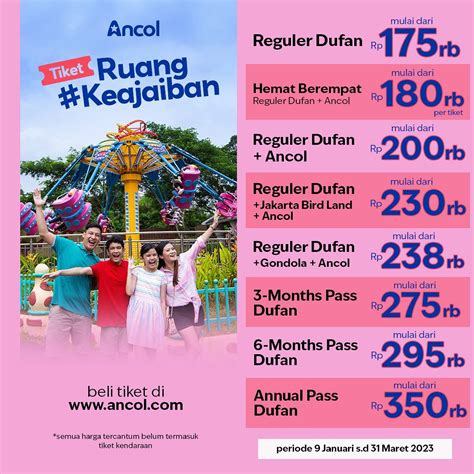 Ancol
Tiket Ruang
#Keajaiban
beli tiket di
www.ancol.com
*semua harga tercantum belum termasuk
tiket kendaraan
Reguler Dufan
mulai dari
Rp 175rb
Hemat Berempat
Reguler Dufan + Ancol
mulai dari
Rp 180rb
per tiket
Reguler Dufan
+ Ancol
mulai dari
Rp 200rb
Reguler Dufan
+Jakarta Bird Land
+ Ancol
mulai dari
Rp 230rb
Reguler Dufan
+Gondola + Ancol
mulai dari
Rp 238rb
3-Months Pass
Dufan
mulai dari
Rp 275rb
6-Months Pass
Dufan
mulai dari
Rp 295rb
Annual Pass
Dufan
mulai dari
Rp 350rb
periode 9 Januari s.d 31 Maret 2023